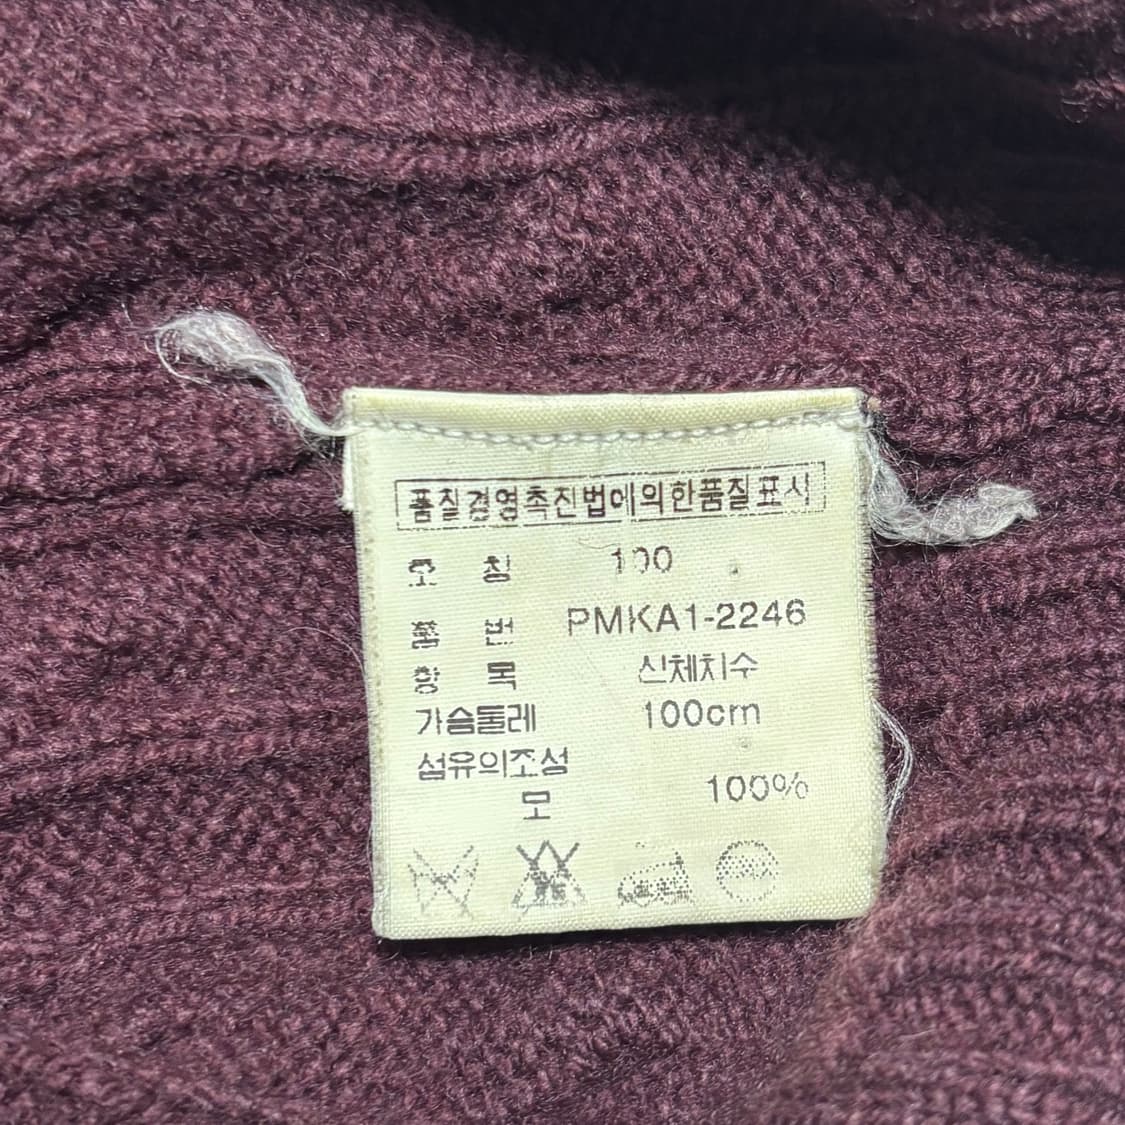 품질경영촉진법에의한품질표시
호 칭 100
품 번 PMKA1-2246
항 목 신체치수
가슴둘레 100cm
섬유의조성
모 100%